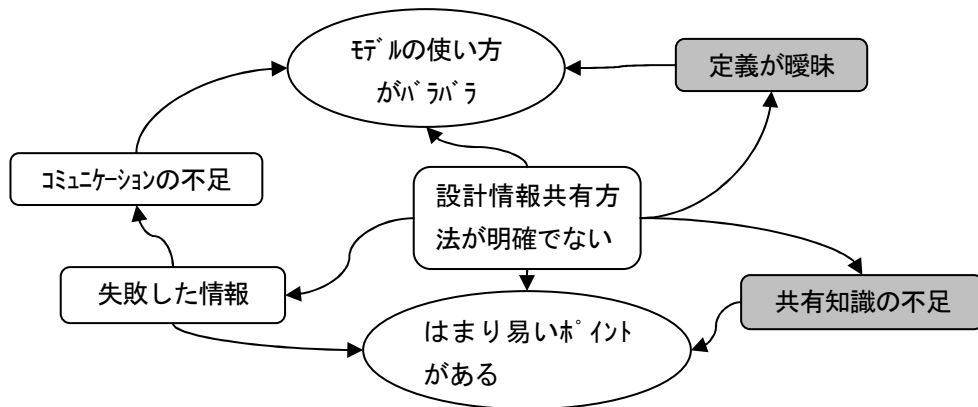 ﾓﾃﾞﾙの使い方
がﾊﾞﾗﾊﾞﾗ
定義が曖昧
ｺﾐｭﾆｹｰｼｮﾝの不足
設計情報共有方
法が明確でない
失敗した情報
共有知識の不足
はまり易いﾎﾟｲﾝﾄ
がある